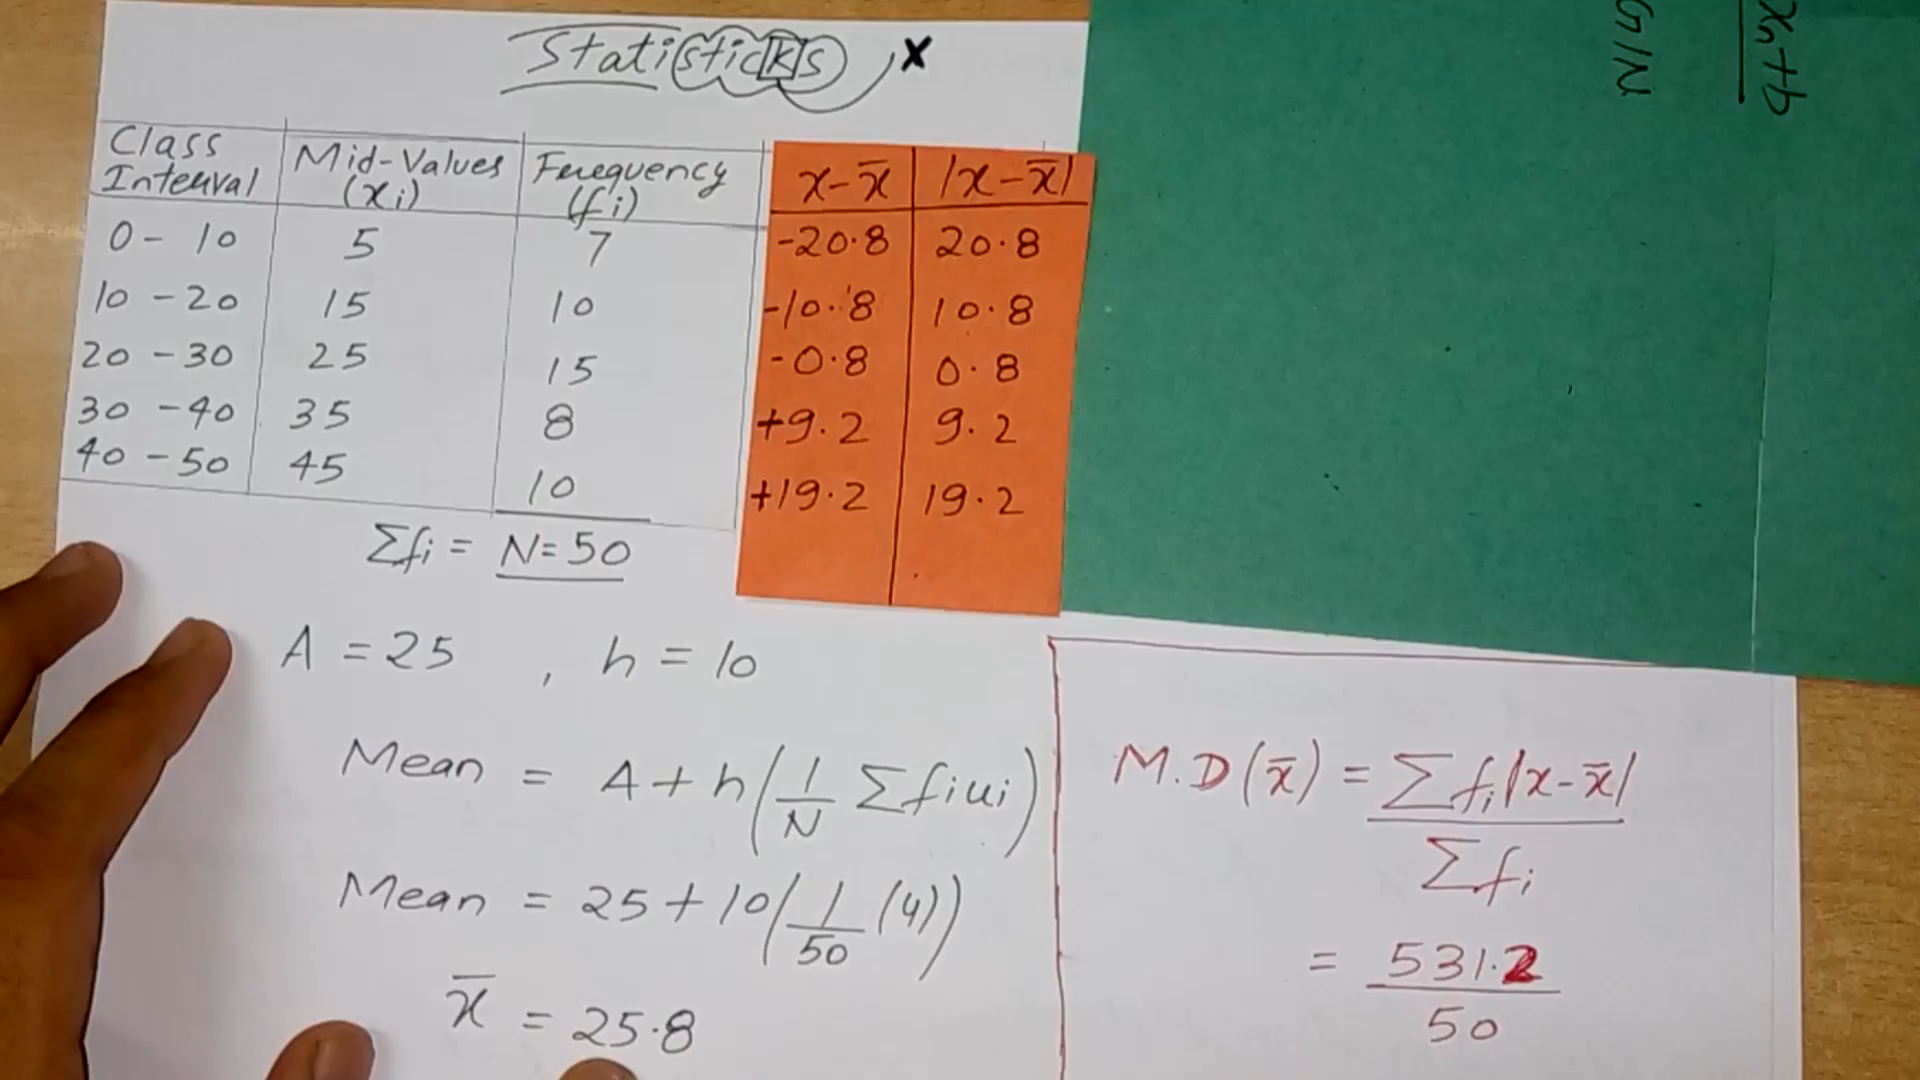 Statisticks x
Class Interval | Mid-Values (xi) | Frequency (fi) | x-x̄ | |x-x̄|
0 - 10 | 5 | 7 | -20.8 | 20.8
10 - 20 | 15 | 10 | -10.8 | 10.8
20 - 30 | 25 | 15 | -0.8 | 0.8
30 - 40 | 35 | 8 | +9.2 | 9.2
40 - 50 | 45 | 10 | +19.2 | 19.2
Σfi = N=50
A = 25 , h = 10
Mean = A + h(1/N Σfiui)
Mean = 25 + 10(1/50 (4))
x̄ = 25.8
M.D(x̄) = Σfi|x-x̄| / Σfi
= 531.2 / 50